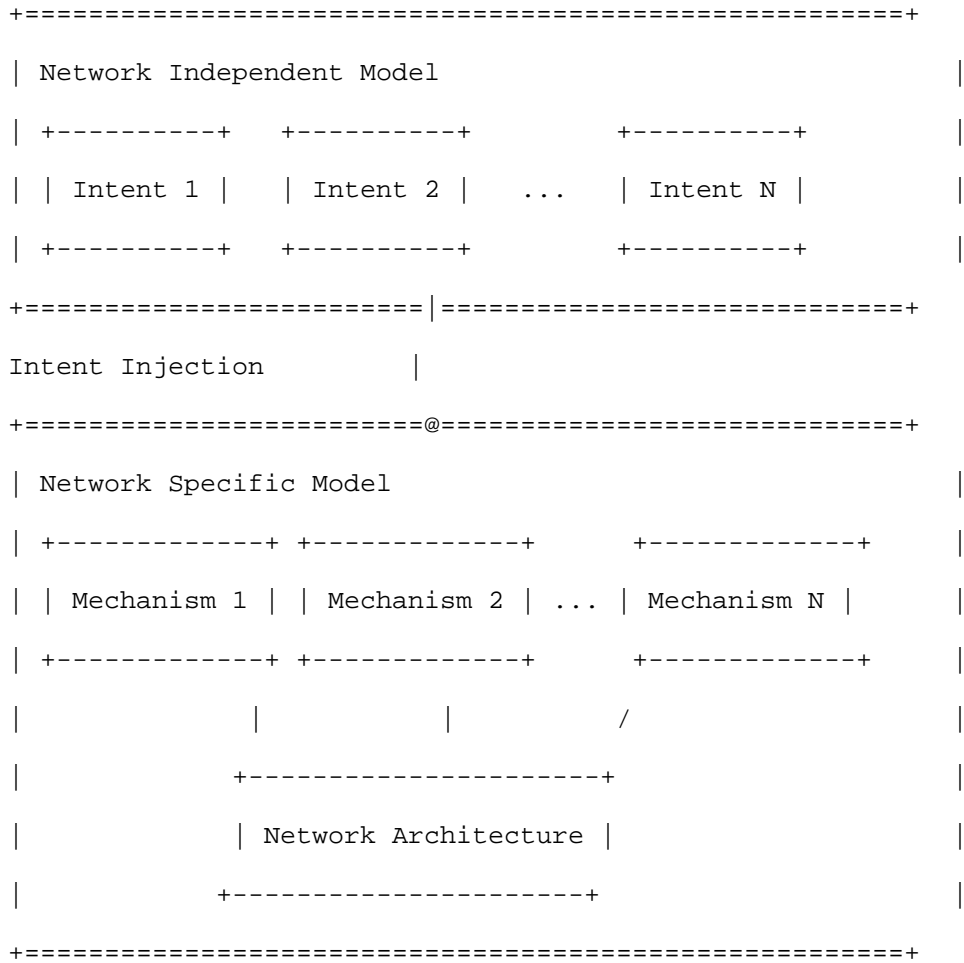 +=======================================================+
| Network Independent Model                              |
| +----------+   +----------+         +----------+         |
| | Intent 1 |   | Intent 2 |   ...   | Intent N |         |
| +----------+   +----------+         +----------+         |
+=========================|=============================+
Intent Injection         |
+=========================@=============================+
| Network Specific Model                                 |
| +-------------+ +-------------+      +-------------+   |
| | Mechanism 1 | | Mechanism 2 | ... | Mechanism N |      |
| +-------------+ +-------------+      +-------------+   |
|              |           |          /                   |
|             +----------------------+                    |
|             | Network Architecture |                    |
|            +----------------------+                     |
+=======================================================+